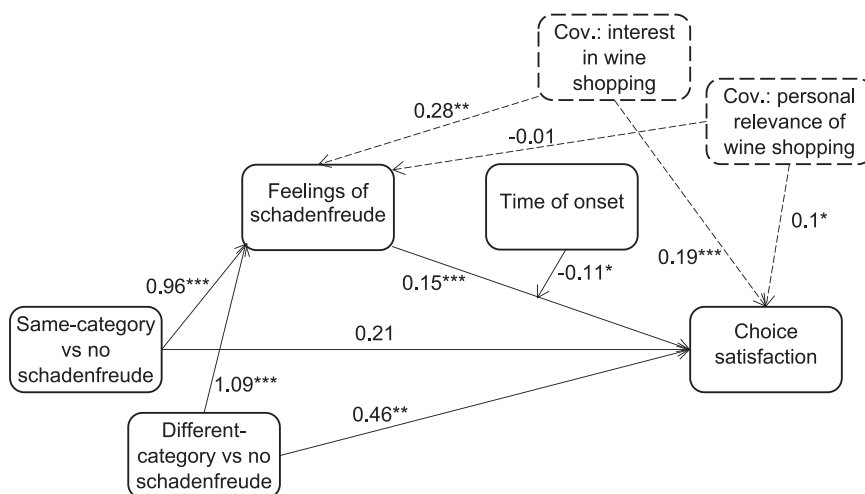 Cov.: interest
in wine
shopping
Cov.: personal
relevance of
wine shopping
0.28**
-0.01
Feelings of
schadenfreude
Time of onset
0.1*
0.19***
-0.11*
0.15***
0.96***
Same-category
vs no
schadenfreude
0.21
Choice
satisfaction
1.09***
0.46**
Different-
category vs no
schadenfreude